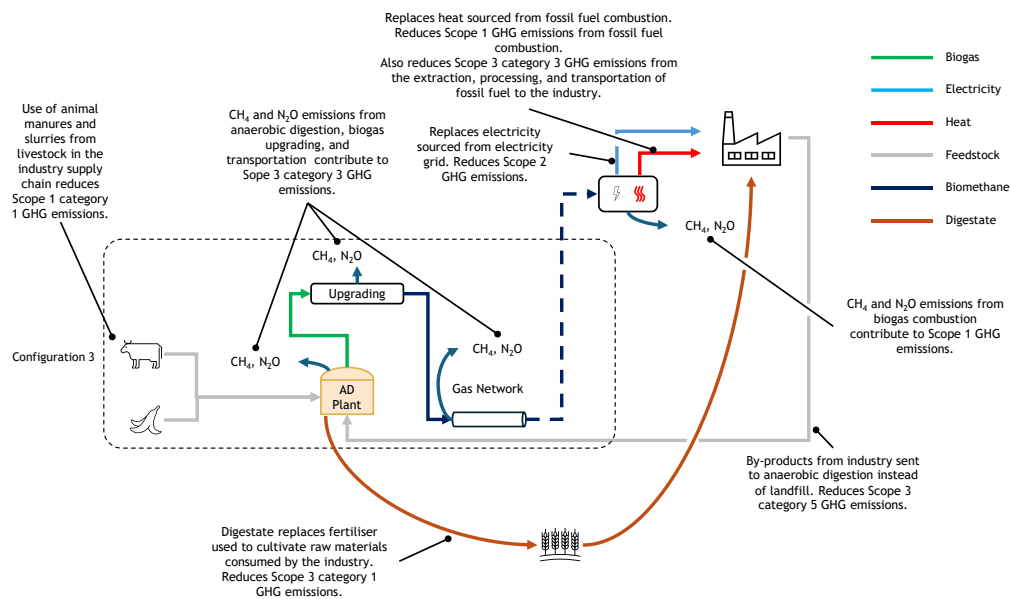 Replaces heat sourced from fossil fuel combustion.
Reduces Scope 1 GHG emissions from fossil fuel
combustion.
Also reduces Scope 3 category 3 GHG emissions from
the extraction, processing, and transportation of
fossil fuel to the industry.
Biogas
Electricity
Heat
Feedstock
Biomethane
Digestate
Use of animal
manures and
slurries from
livestock in the
industry supply
chain reduces
Scope 1 category
1 GHG emissions.
CH₄ and N2O emissions from
anaerobic digestion, biogas
upgrading, and
transportation contribute to
Sope 3 category 3 GHG
emissions.
Replaces electricity
sourced from electricity
grid. Reduces Scope 2
GHG emissions.
CH₄, N₂O
CH₄, N₂O
Upgrading
CH₄ and N2O emissions from
biogas combustion
contribute to Scope 1 GHG
emissions.
Configuration 3
CH₄, N₂O
CH₄, N₂O
AD
Plant
Gas Network
By-products from industry sent
to anaerobic digestion instead
of landfill. Reduces Scope 3
category 5 GHG emissions.
Digestate replaces fertiliser
used to cultivate raw materials
consumed by the industry.
Reduces Scope 3 category 1
GHG emissions.